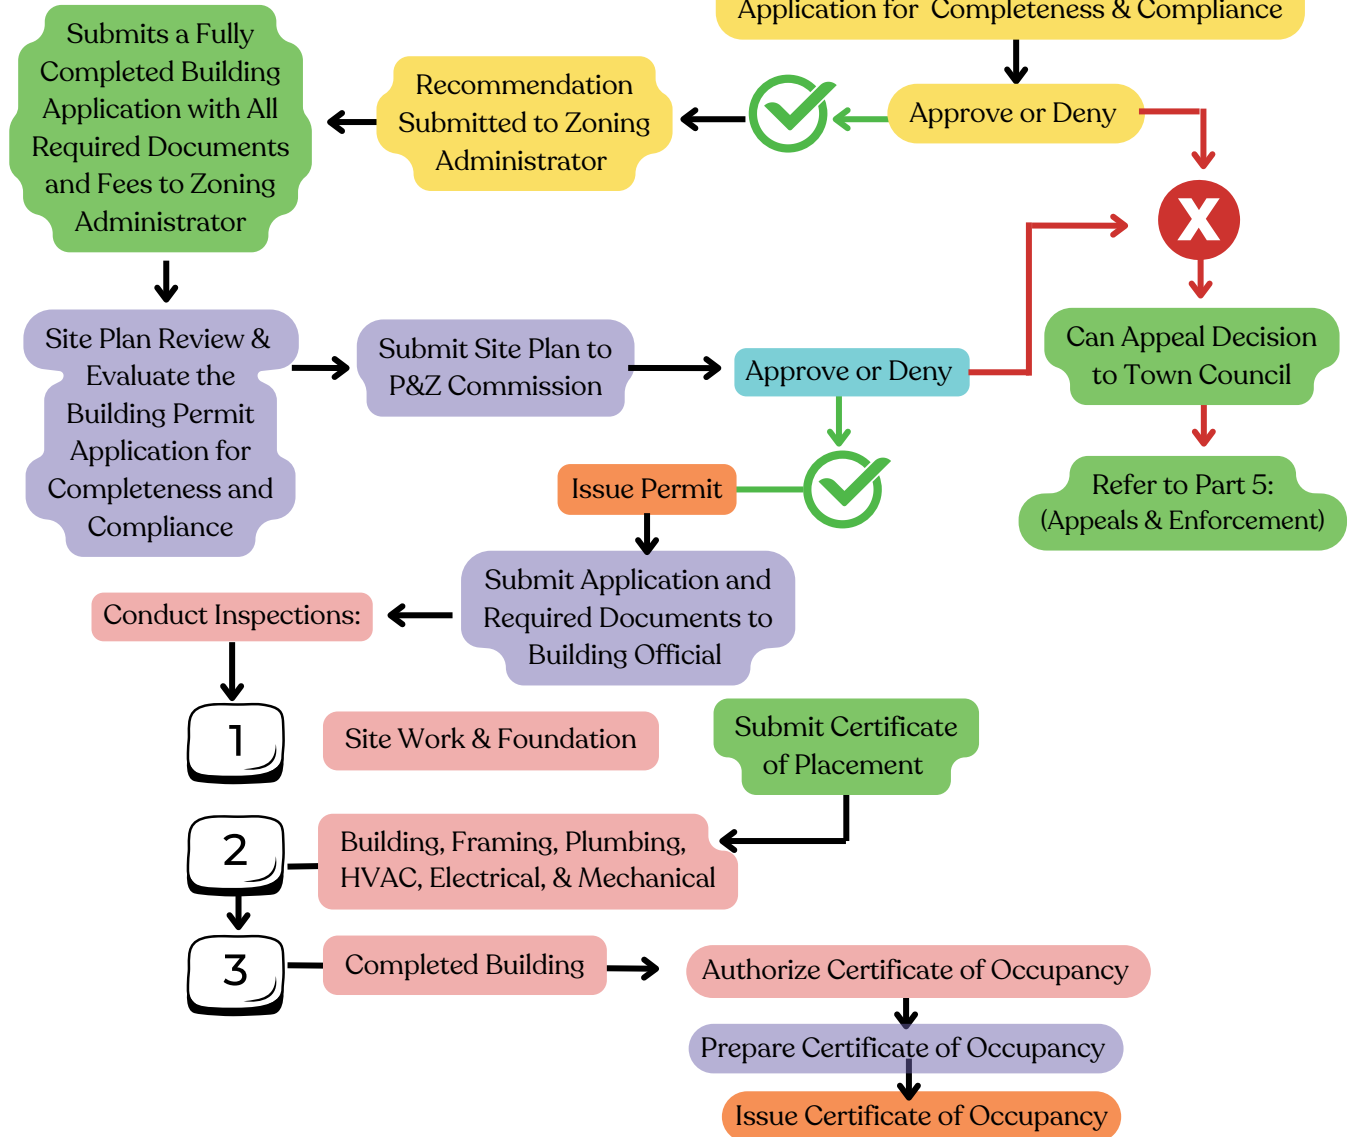 Application for Completeness & Compliance
Approve or Deny
Recommendation
Submitted to Zoning
Administrator
Submits a Fully
Completed Building
Application with All
Required Documents
and Fees to Zoning
Administrator
X
Site Plan Review &
Evaluate the
Building Permit
Application for
Completeness and
Compliance
Submit Site Plan to
P&Z Commission
Approve or Deny
Can Appeal Decision
to Town Council
Refer to Part 5:
(Appeals & Enforcement)
Issue Permit
Submit Application and
Required Documents to
Building Official
Conduct Inspections:
1
Site Work & Foundation
Submit Certificate
of Placement
2
Building, Framing, Plumbing,
HVAC, Electrical, & Mechanical
3
Completed Building
Authorize Certificate of Occupancy
Prepare Certificate of Occupancy
Issue Certificate of Occupancy